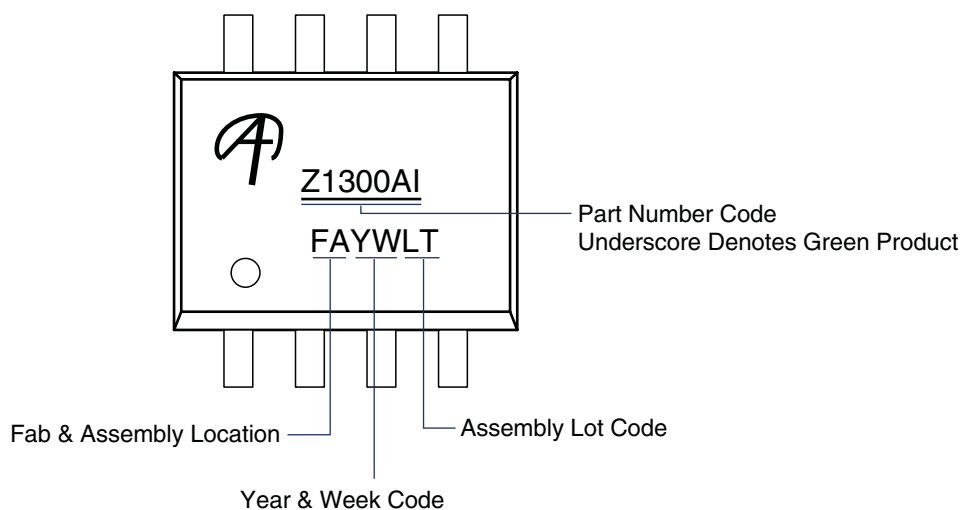 Z1300AI
Part Number Code
Underscore Denotes Green Product
FAYWLT
Fab & Assembly Location
Assembly Lot Code
Year & Week Code